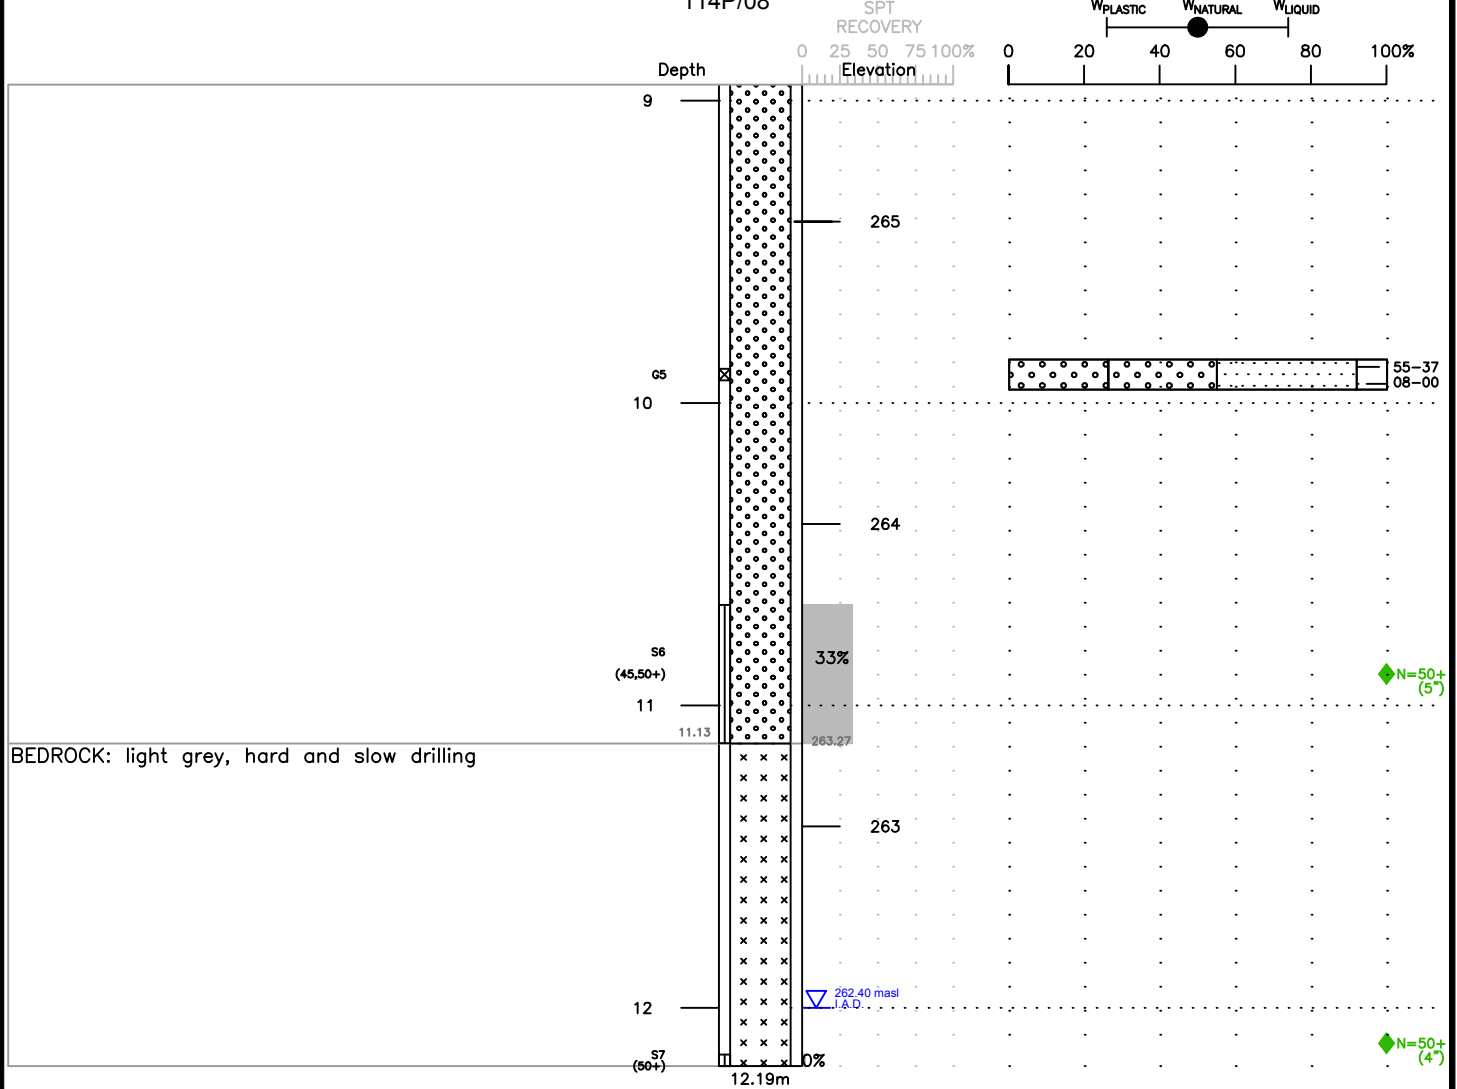 114P/08
SPT
RECOVERY
WPLASTIC WNATURAL WLIQUID
0 25 50 75 100%
0 20 40 60 80 100%
Depth Elevation
9
265
G5
55-37
08-00
10
264
S6
33%
(45,50+)
N=50+
(5")
11
11.13
263.27
BEDROCK: light grey, hard and slow drilling
263
262.40 masl
I.A.D.
12
N=50+
(4")
S7
(50+)
0%
12.19m